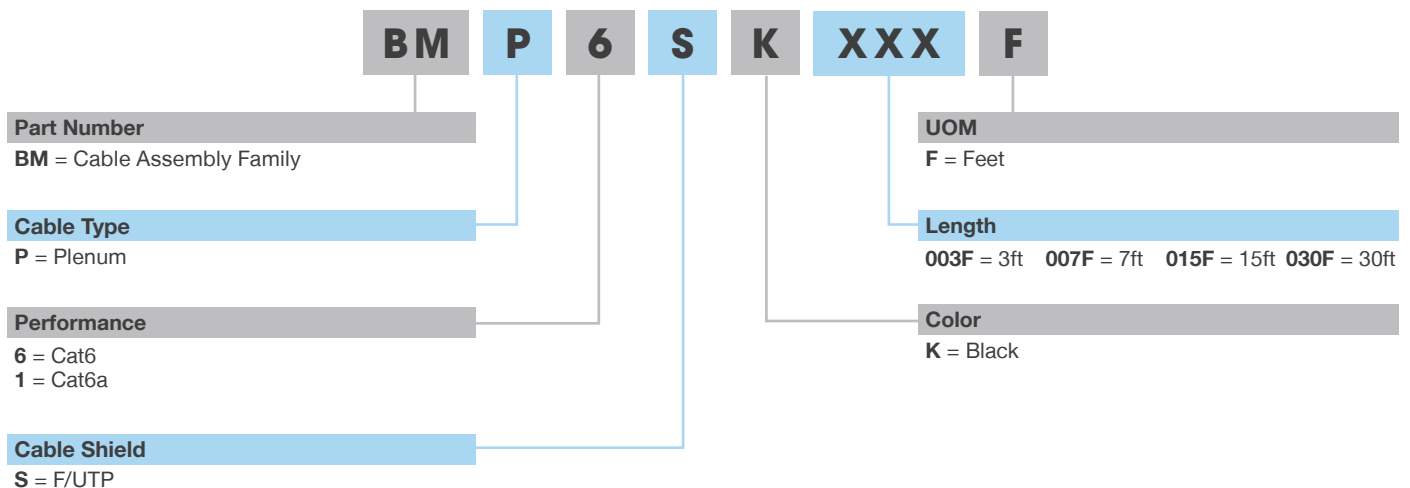 BM P 6 S K XXX F
Part Number
BM = Cable Assembly Family
Cable Type
P = Plenum
Performance
6 = Cat6
1 = Cat6a
Cable Shield
S = F/UTP
UOM
F = Feet
Length
003F = 3ft 007F = 7ft 015F = 15ft 030F = 30ft
Color
K = Black